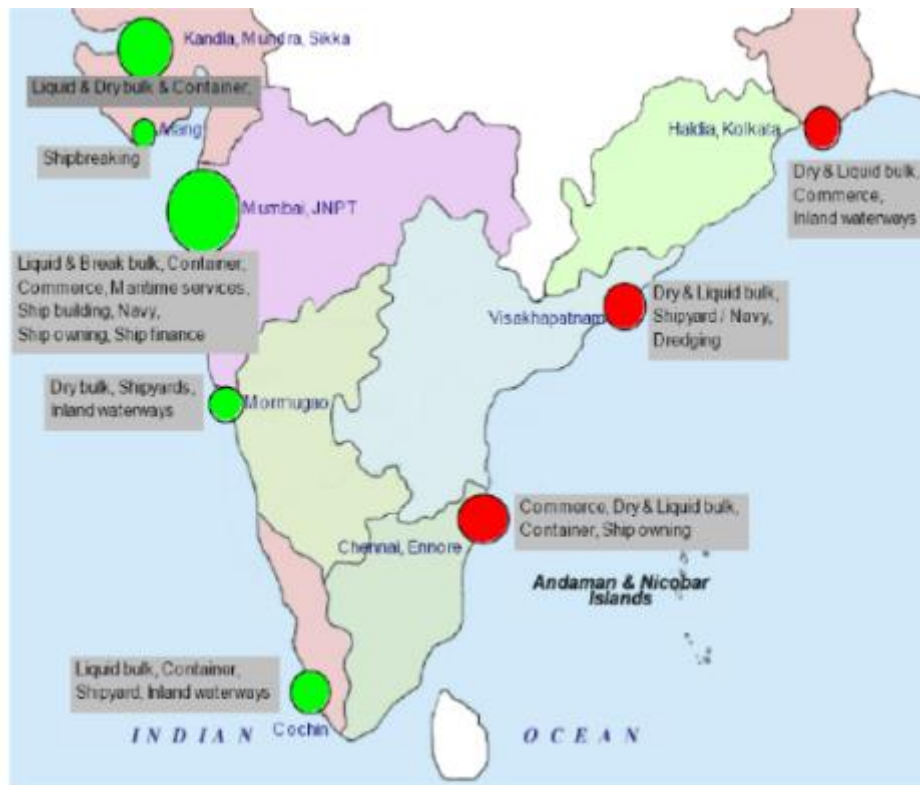 Kandla, Mundra, Sikka
Liquid & Dry bulk & Container,
Haldia, Kolkata
Shipbreaking
Dry & Liquid bulk,
Commerce,
Inland waterways
Mumbai, JNPT
Liquid & Break bulk, Container,
Commerce, Maritime services,
Ship building, Navy,
Ship owning, Ship finance
Visakhapatnam
Dry & Liquid bulk,
Shipyard / Navy,
Dredging
Dry bulk, Shipyards,
Inland waterways
Mormugao
Commerce, Dry & Liquid bulk,
Container, Ship owning
Chennai, Ennore
Andaman & Nicobar
Islands
Liquid bulk, Container,
Shipyard, Inland waterways
Cochin
INDIAN OCEAN